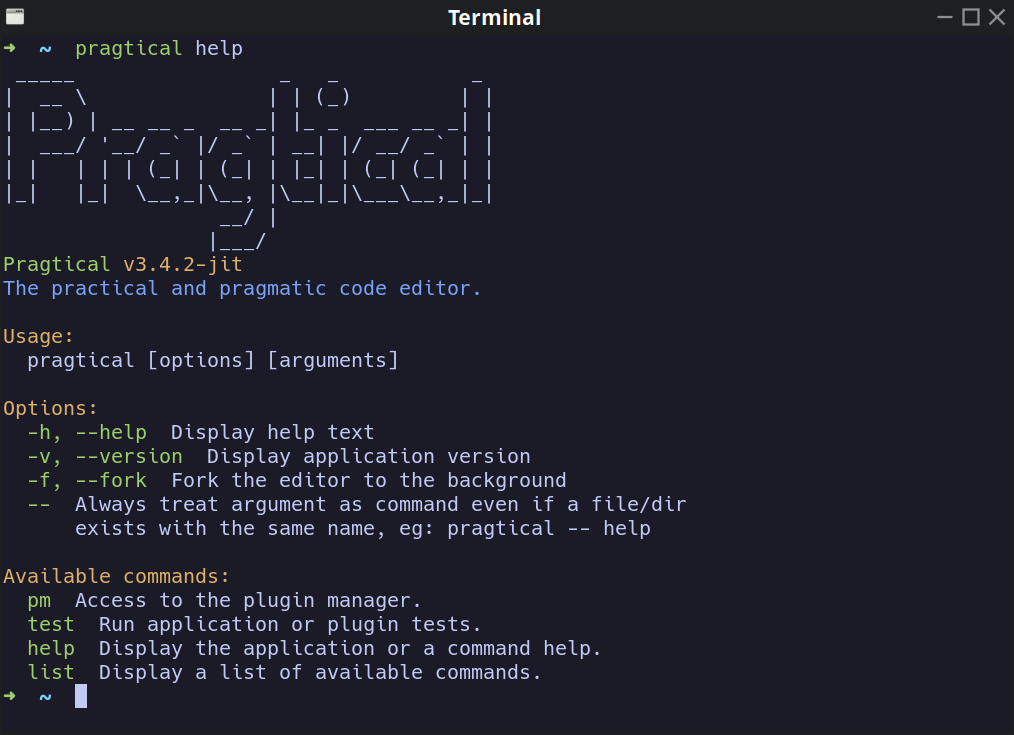 Terminal
➜  ~  pragtical help
 _____                 _   _           _
|  __ \               | | (_)         | |
| |__) | __ __ _  __ _| |_ _  ___ __ _| |
|  ___/ '__/ _` |/ _` | __| |/ __/ _` | |
| |   | | | (_| | (_| | |_| | (_| (_| | |
|_|   |_|  \__,_|\__, |\__|_|\___\__,_|_|
                  __/ |
                 |___/
Pragtical v3.4.2-jit
The practical and pragmatic code editor.

Usage:
  pragtical [options] [arguments]

Options:
  -h, --help  Display help text
  -v, --version  Display application version
  -f, --fork  Fork the editor to the background
  --  Always treat argument as command even if a file/dir
      exists with the same name, eg: pragtical -- help

Available commands:
  pm  Access to the plugin manager.
  test  Run application or plugin tests.
  help  Display the application or a command help.
  list  Display a list of available commands.
➜  ~